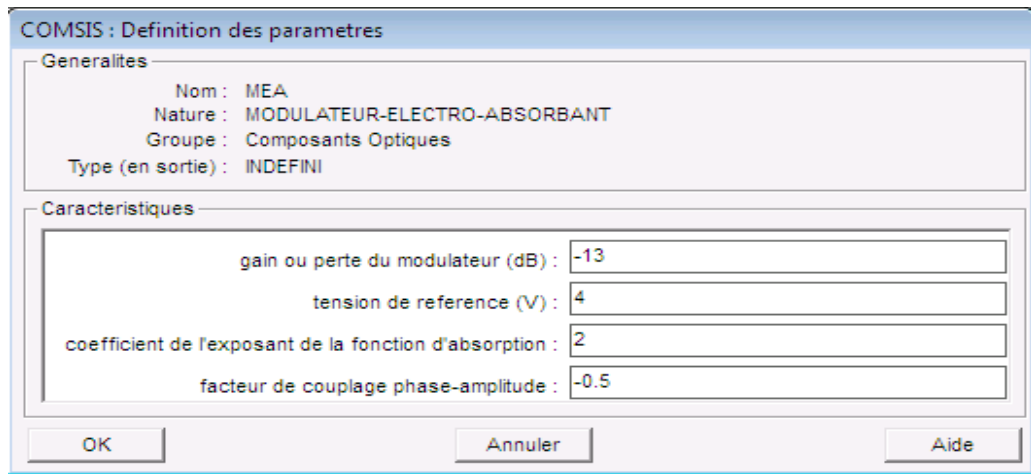 COMSIS : Definition des parametres
Generalites
Nom : MEA
Nature : MODULATEUR-ELECTRO-ABSORBANT
Groupe : Composants Optiques
Type (en sortie) : INDEFINI
Caracteristiques
gain ou perte du modulateur (dB) : -13
tension de reference (V) : 4
coefficient de l'exposant de la fonction d'absorption : 2
facteur de couplage phase-amplitude : -0.5
OK Annuler Aide